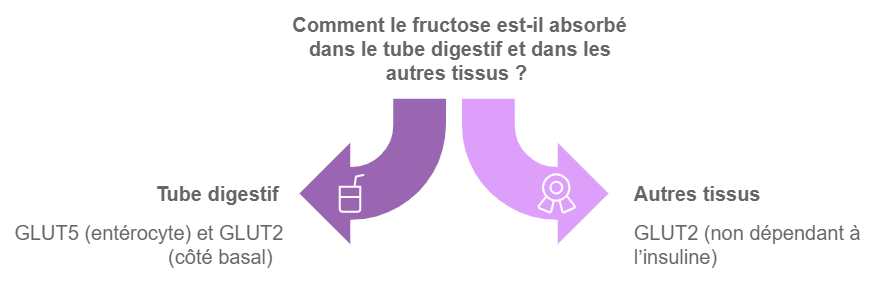 Comment le fructose est-il absorbé
dans le tube digestif et dans les
autres tissus ?
Tube digestif
GLUT5 (entérocyte) et GLUT2
(côté basal)
Autres tissus
GLUT2 (non dépendant à
l’insuline)